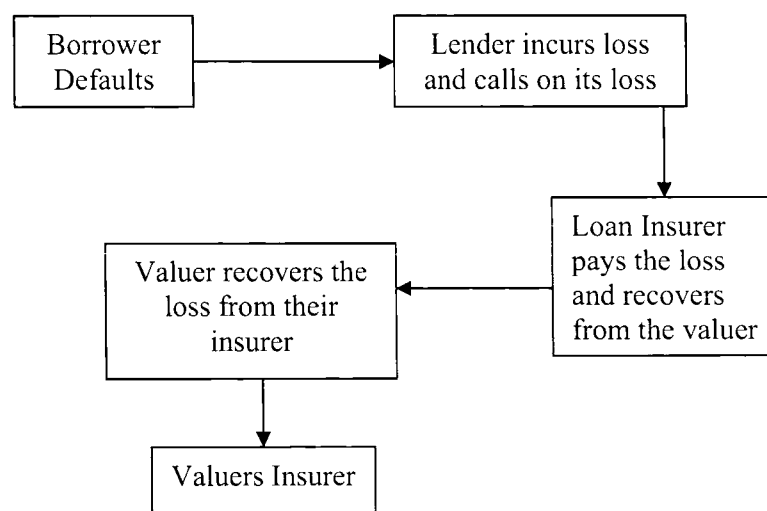 Borrower
Defaults
Lender incurs loss
and calls on its loss
Loan Insurer
pays the loss
and recovers
from the valuer
Valuer recovers the
loss from their
insurer
Valuers Insurer